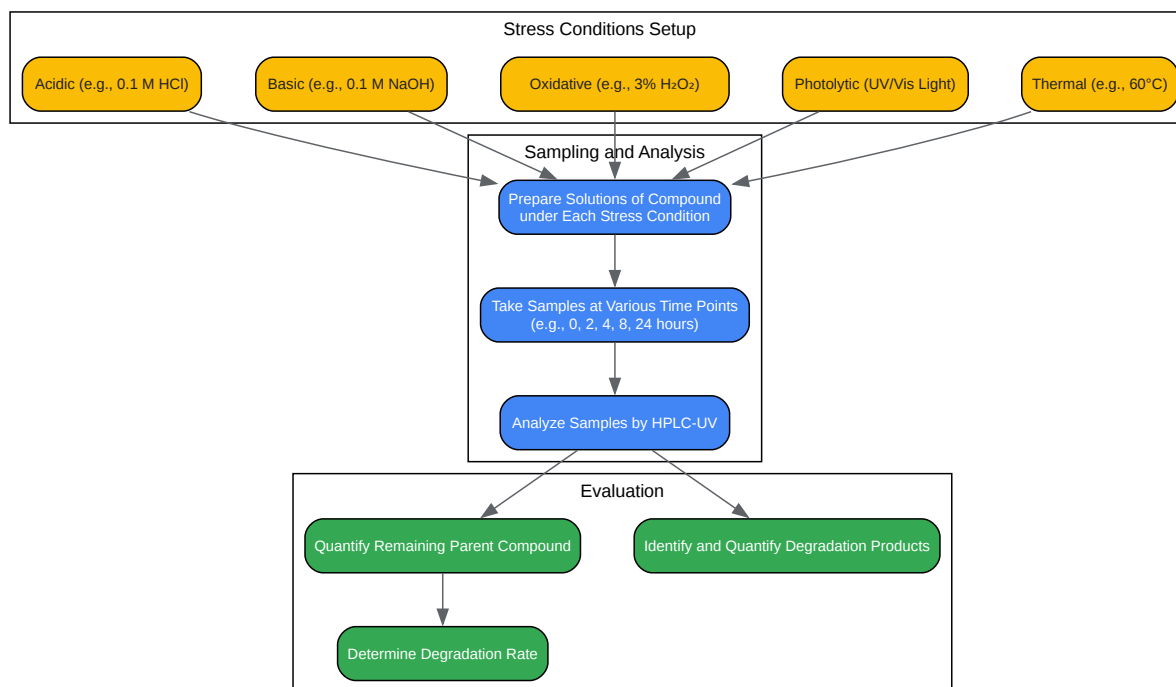 Stress Conditions Setup
Acidic (e.g., 0.1 M HCl)
Basic (e.g., 0.1 M NaOH)
Oxidative (e.g., 3% H₂O₂)
Photolytic (UV/Vis Light)
Thermal (e.g., 60°C)
Sampling and Analysis
Prepare Solutions of Compound
under Each Stress Condition
Take Samples at Various Time Points
(e.g., 0, 2, 4, 8, 24 hours)
Analyze Samples by HPLC-UV
Evaluation
Quantify Remaining Parent Compound
Identify and Quantify Degradation Products
Determine Degradation Rate